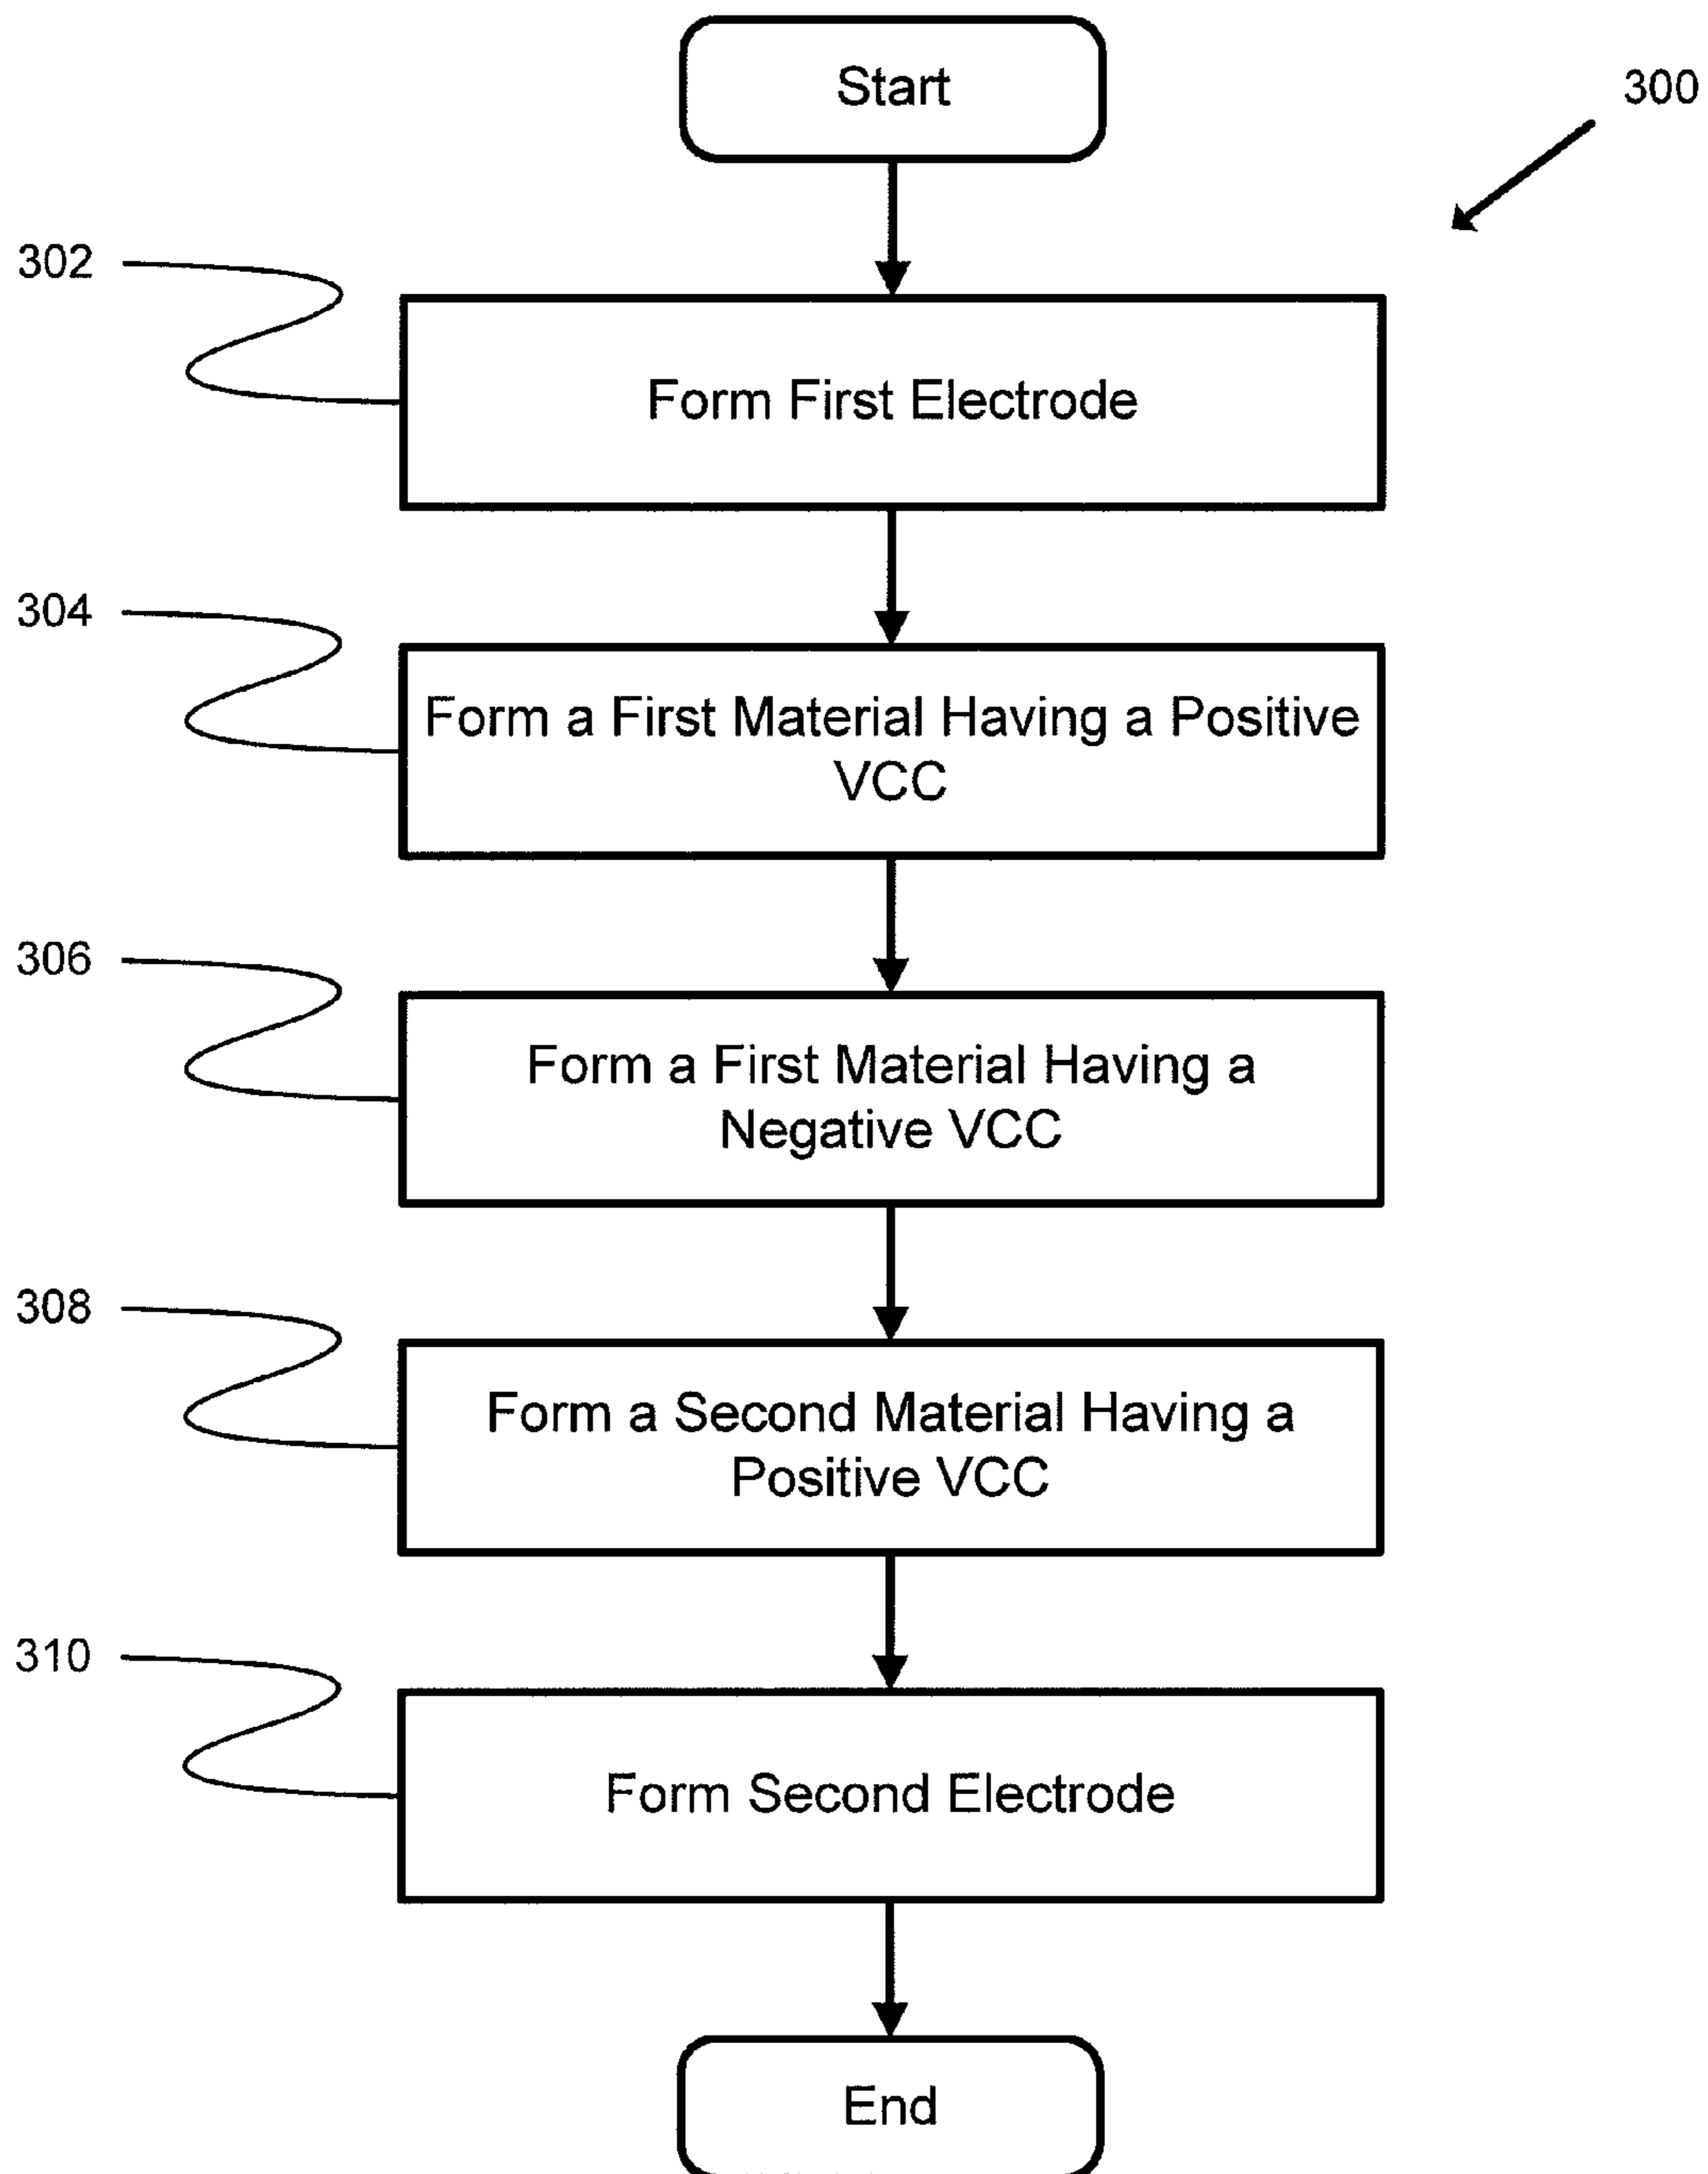 Start
300
302
Form First Electrode
304
Form a First Material Having a Positive
VCC
306
Form a First Material Having a
Negative VCC
308
Form a Second Material Having a
Positive VCC
310
Form Second Electrode
End